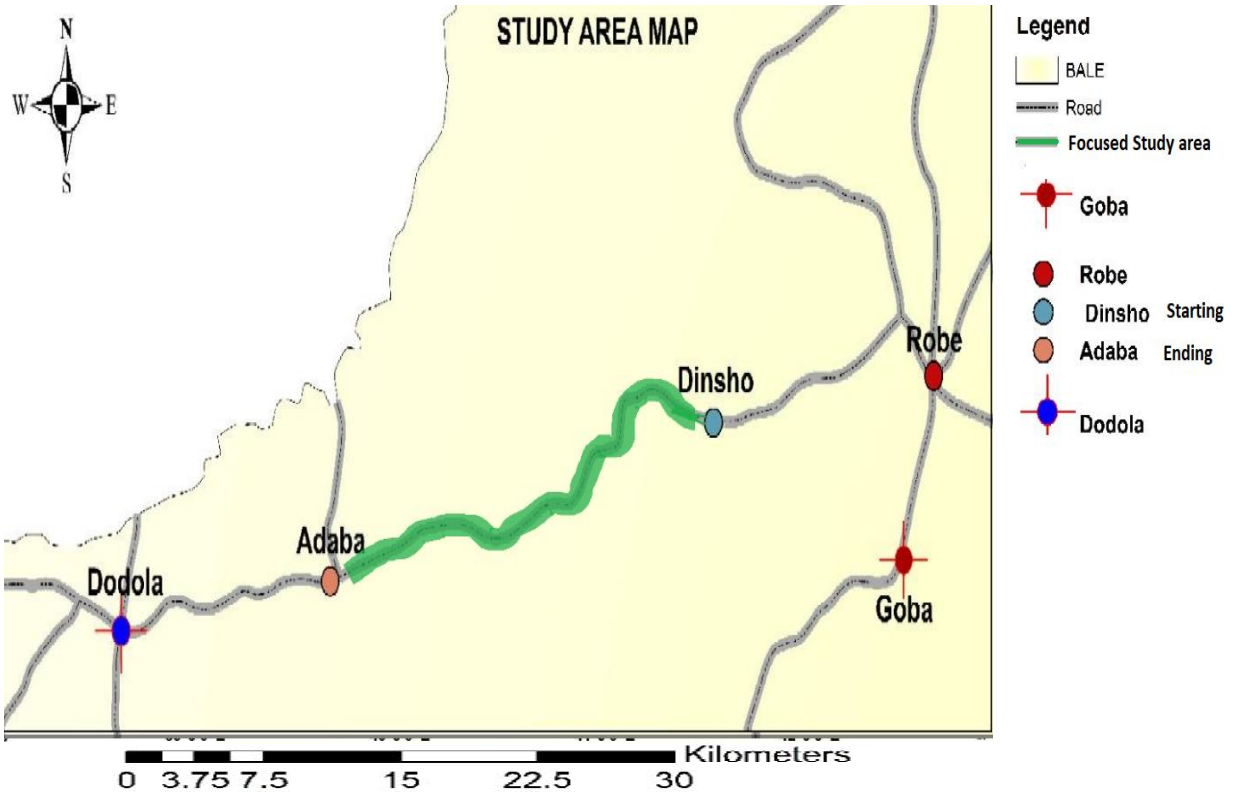 STUDY AREA MAP
N
W E
S
Legend
BALE
Road
Focused Study area
Goba
Robe
Dinsho Starting
Adaba Ending
Dodola
Robe
Dinsho
Adaba
Dodola
Goba
Kilometers
0 3.75 7.5 15 22.5 30